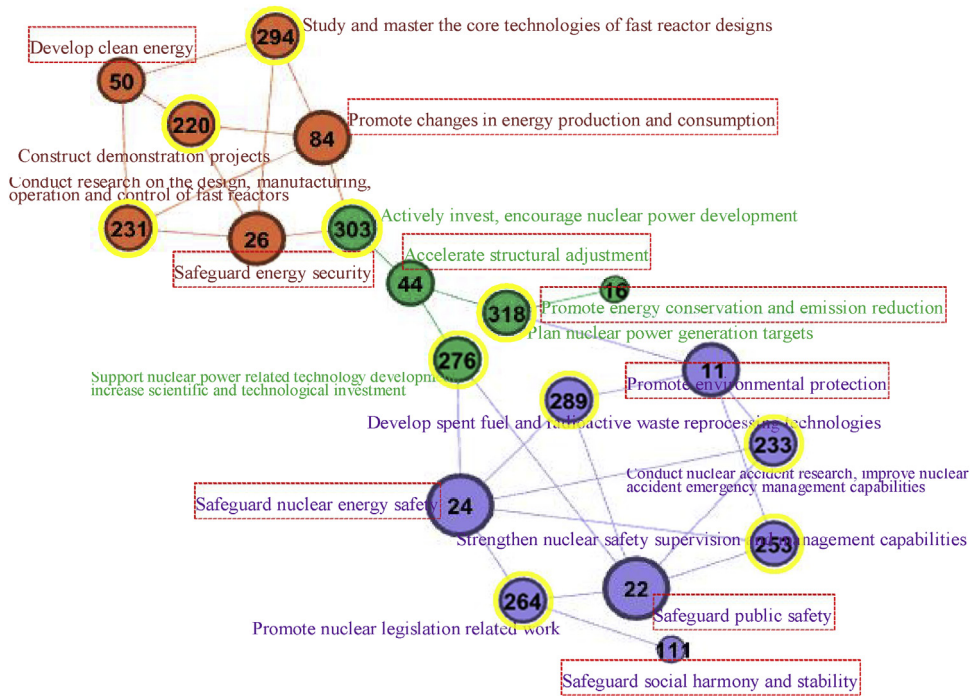 294
Study and master the core technologies of fast reactor designs
Develop clean energy
50
220
84
Promote changes in energy production and consumption
Construct demonstration projects
Conduct research on the design, manufacturing,
operation and control of fast reactors
231
26
303
Actively invest, encourage nuclear power development
Safeguard energy security
Accelerate structural adjustment
44
16
318
Promote energy conservation and emission reduction
Plan nuclear power generation targets
276
Support nuclear power related technology developm
increase scientific and technological investment
11
Promote environmental protection
289
Develop spent fuel and radioactive waste reprocessing technologies
233
Conduct nuclear accident research, improve nuclear
accident emergency management capabilities
24
Safeguard nuclear energy safety
Strengthen nuclear safety supervision and management capabilities
253
22
264
Safeguard public safety
Promote nuclear legislation related work
111
Safeguard social harmony and stability